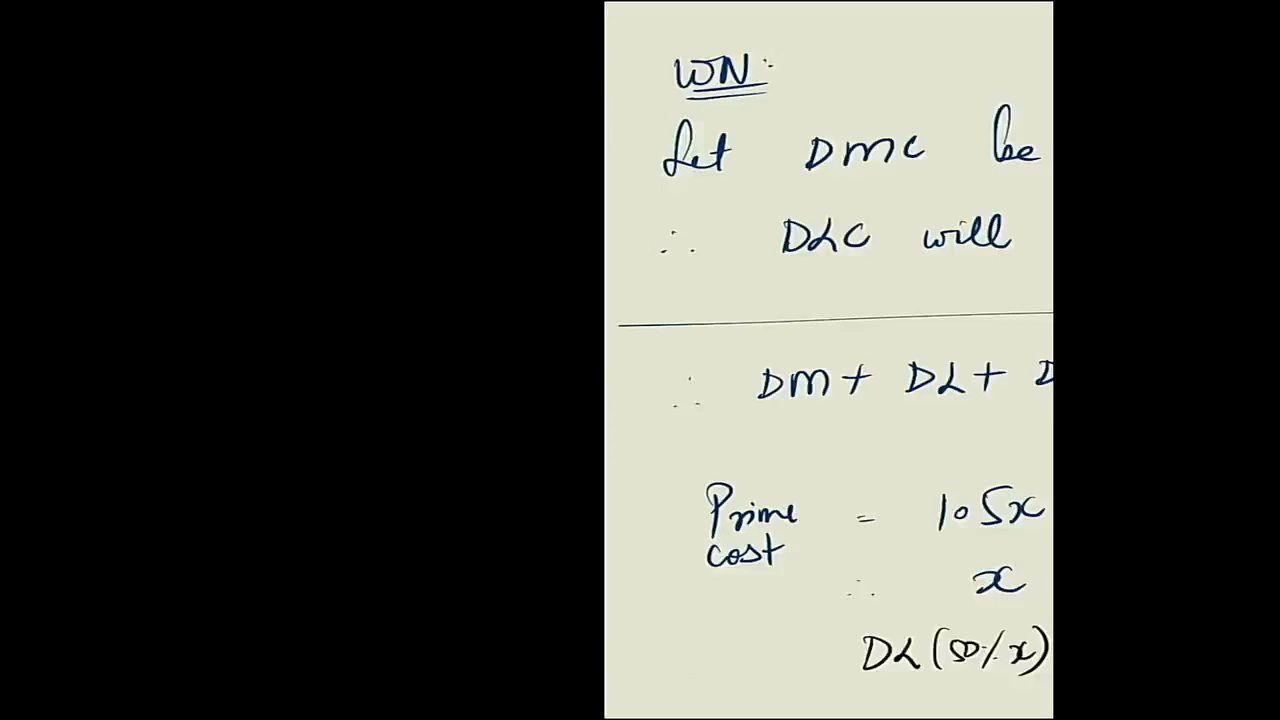 WN:
Let DMC be
∴ DLC will
∴ DM + DL + D
Prime cost = 105x
∴ x
DL (50% x)